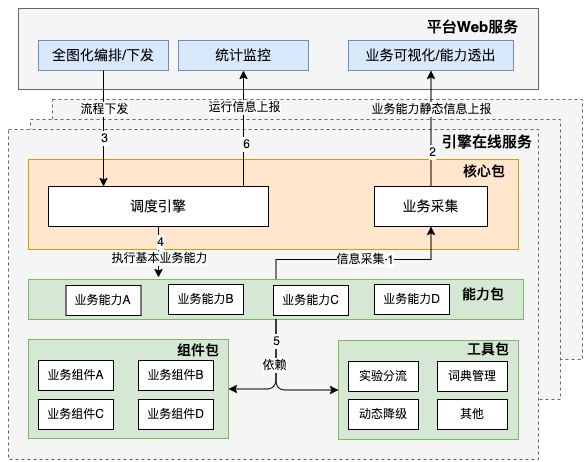 平台Web服务
全图化编排/下发
统计监控
业务可视化/能力透出
流程下发
运行信息上报
业务能力静态信息上报
3
6
2
引擎在线服务
核心包
调度引擎
业务采集
4
执行基本业务能力
信息采集·1
能力包
业务能力A
业务能力B
业务能力C
业务能力D
5
依赖
组件包
业务组件A
业务组件B
业务组件C
业务组件D
工具包
实验分流
词典管理
动态降级
其他